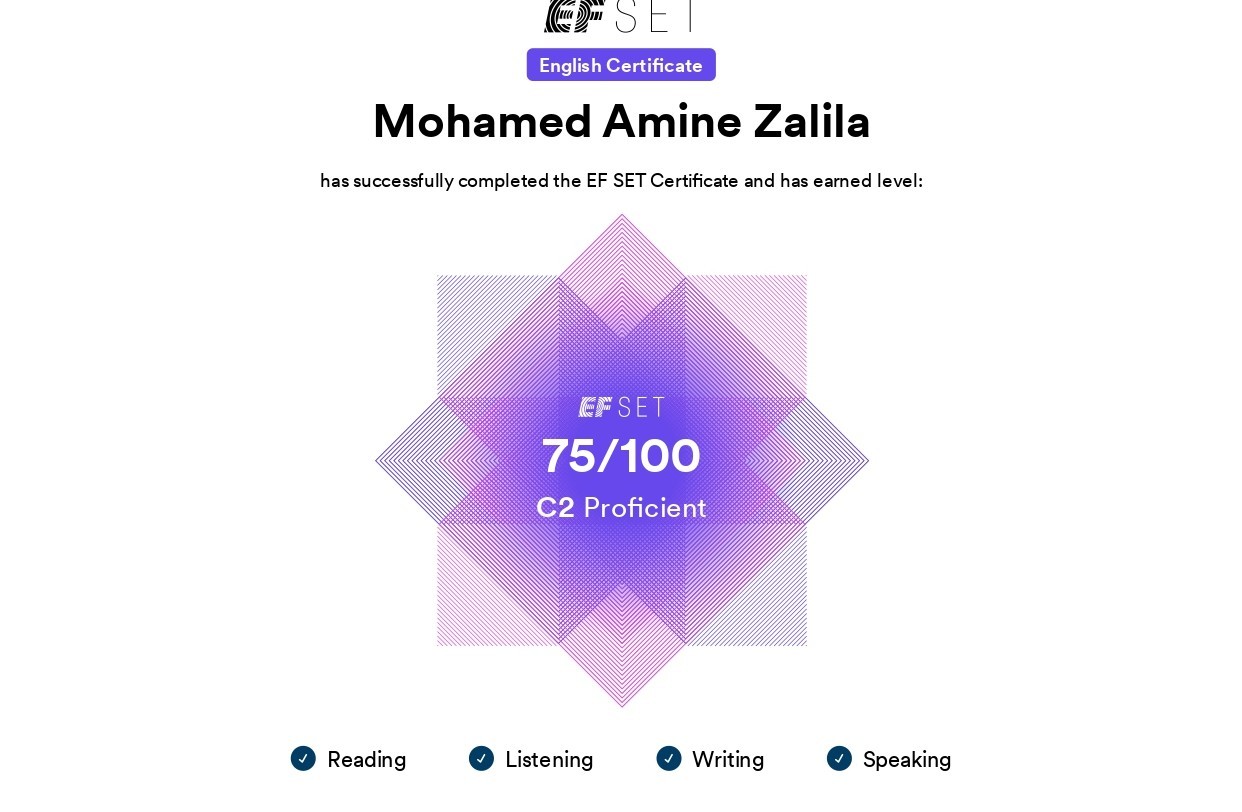 EF SET
English Certificate
Mohamed Amine Zalila
has successfully completed the EF SET Certificate and has earned level:
EF SET
75/100
C2 Proficient
Reading
Listening
Writing
Speaking